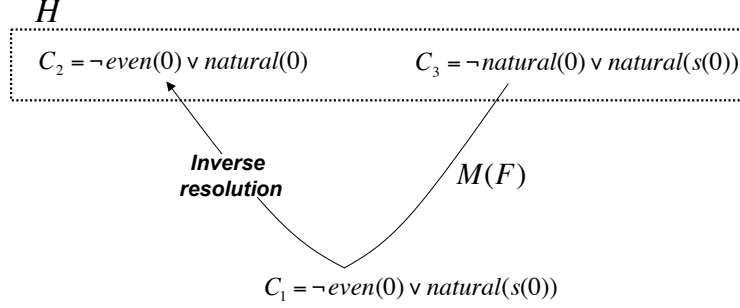 H
C₂ = ¬even(0) ∨ natural(0)
C₃ = ¬natural(0) ∨ natural(s(0))
Inverse
resolution
M(F)
C₁ = ¬even(0) ∨ natural(s(0))